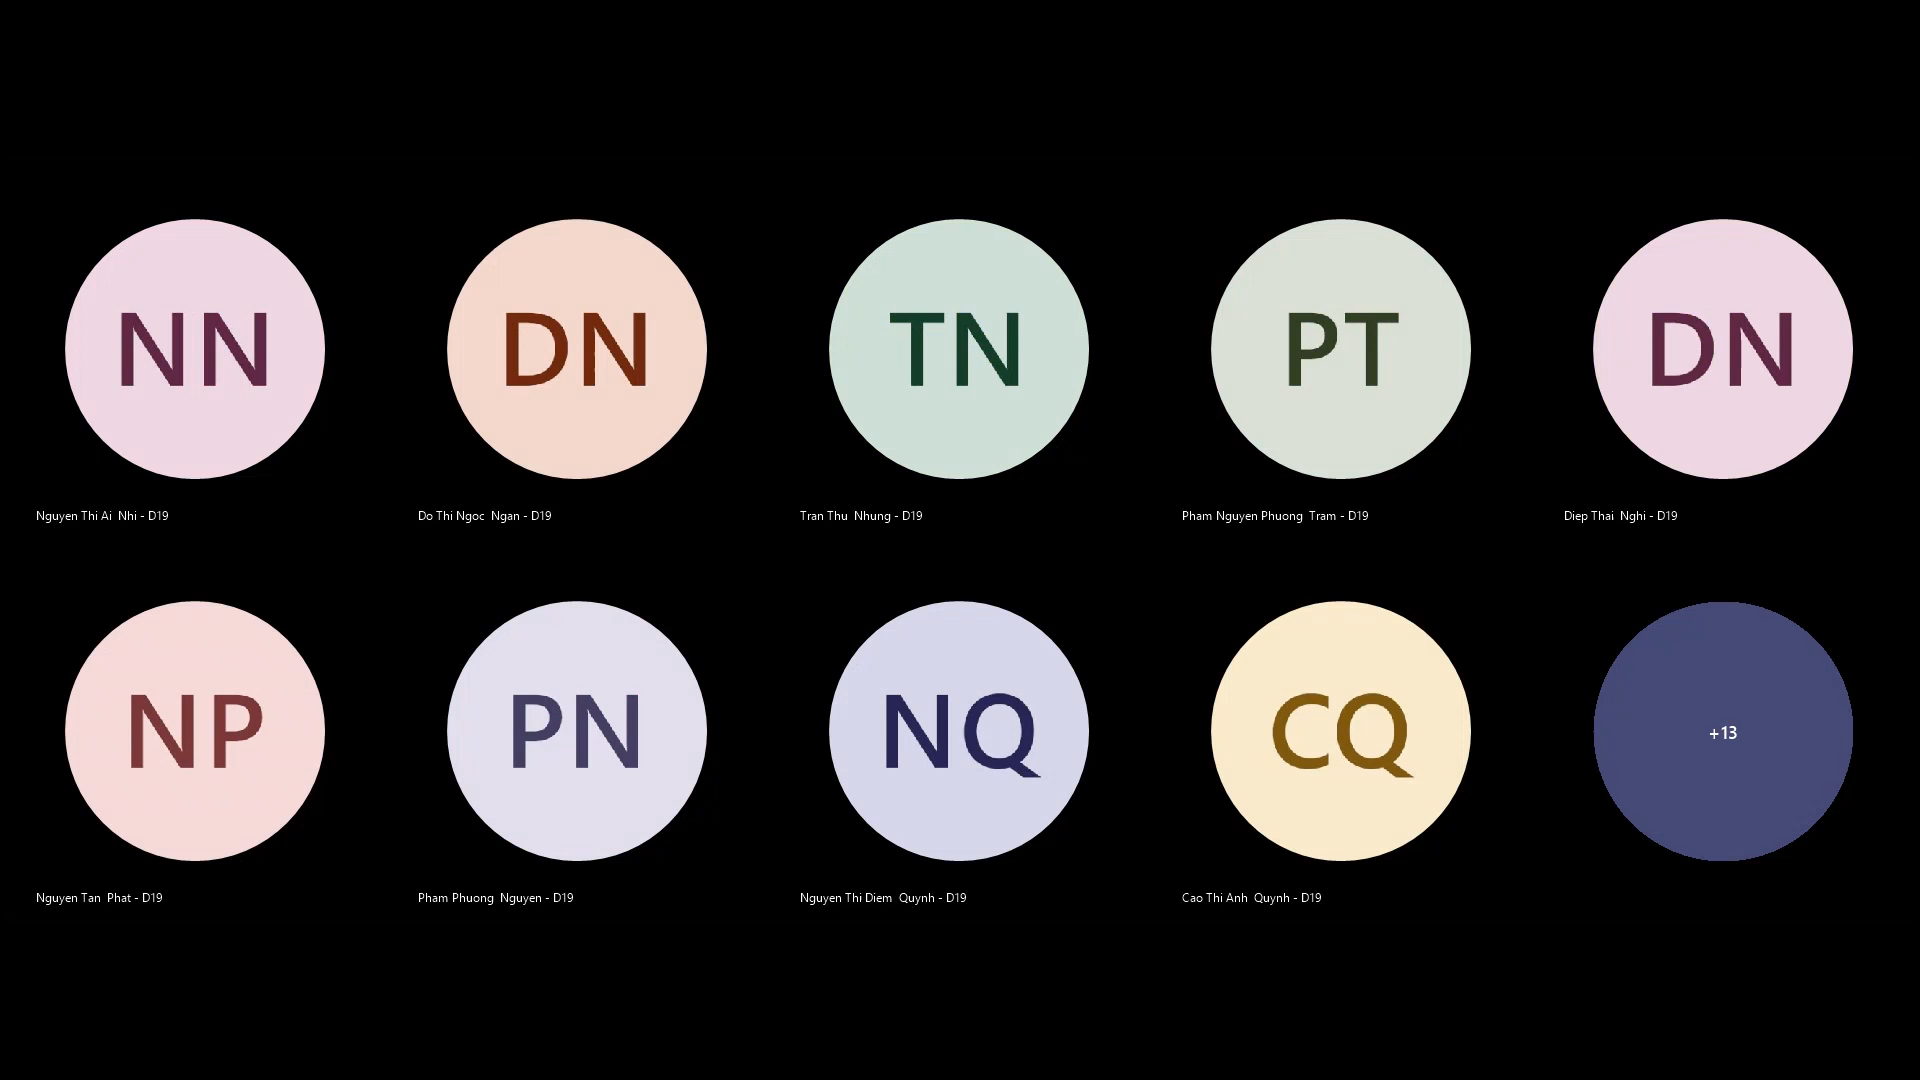 NN
DN
TN
PT
DN
Nguyen Thi Ai  Nhi - D19
Do Thi Ngoc  Ngan - D19
Tran Thu  Nhung - D19
Pham Nguyen Phuong  Tram - D19
Diep Thai  Nghi - D19
NP
PN
NQ
CQ
+13
Nguyen Tan  Phat - D19
Pham Phuong  Nguyen - D19
Nguyen Thi Diem  Quynh - D19
Cao Thi Anh  Quynh - D19